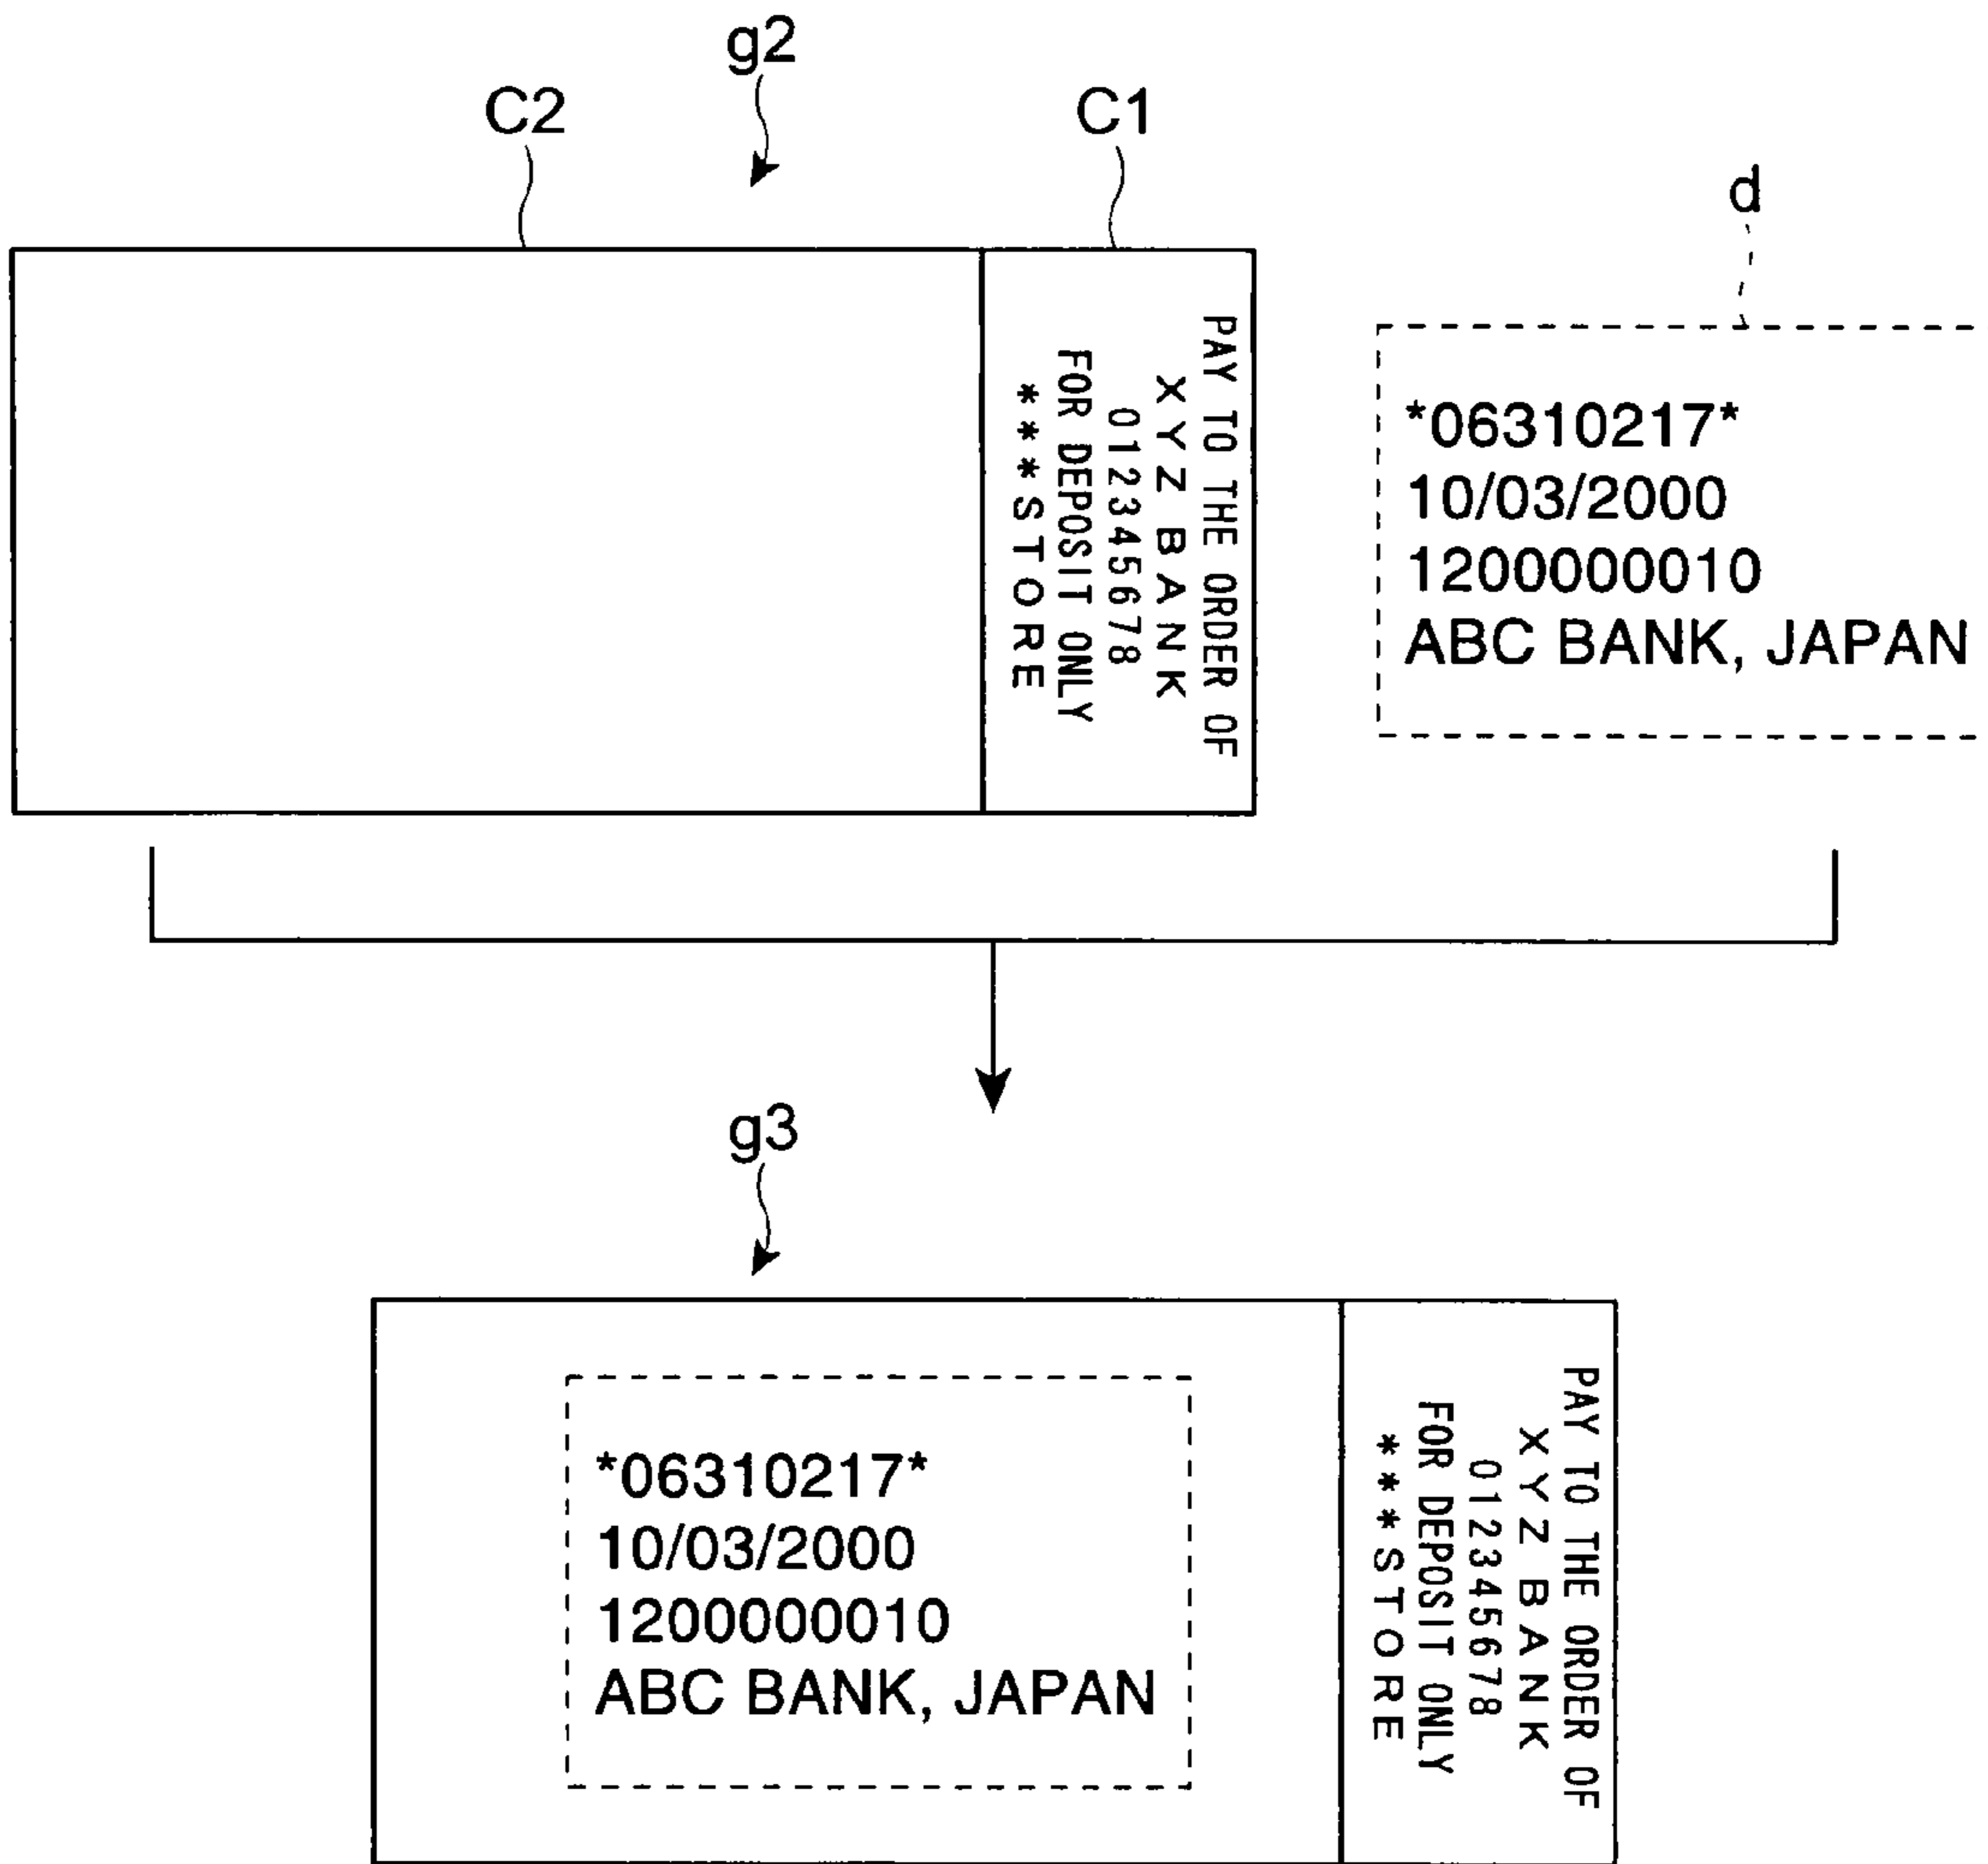 g2
C2
C1
d
PAY TO THE ORDER OF
XYZ BANK
012345678
FOR DEPOSIT ONLY
***STORE
*06310217*
10/03/2000
1200000010
ABC BANK, JAPAN
g3
*06310217*
10/03/2000
1200000010
ABC BANK, JAPAN
PAY TO THE ORDER OF
XYZ BANK
012345678
FOR DEPOSIT ONLY
***STORE